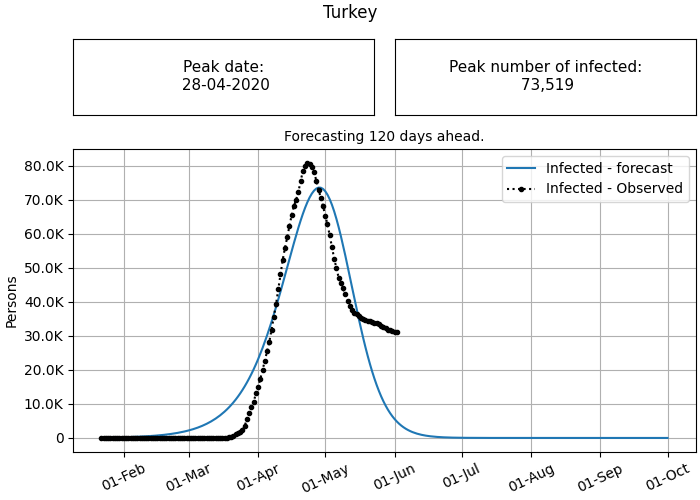 Turkey
Peak date:
28-04-2020
Peak number of infected:
73,519
Forecasting 120 days ahead.
Infected - forecast
Infected - Observed
Persons
80.0K
70.0K
60.0K
50.0K
40.0K
30.0K
20.0K
10.0K
0
01-Feb
01-Mar
01-Apr
01-May
01-Jun
01-Jul
01-Aug
01-Sep
01-Oct